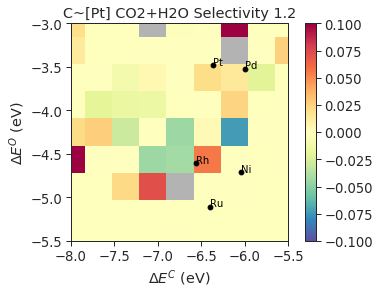 C~[Pt] CO2+H2O Selectivity 1.2
−3.0
−3.5
−4.0
−4.5
−5.0
−5.5
ΔE^O (eV)
Pt
Pd
Rh
Ni
Ru
−8.0 −7.5 −7.0 −6.5 −6.0 −5.5
ΔE^C (eV)
0.100
0.075
0.050
0.025
0.000
−0.025
−0.050
−0.075
−0.100